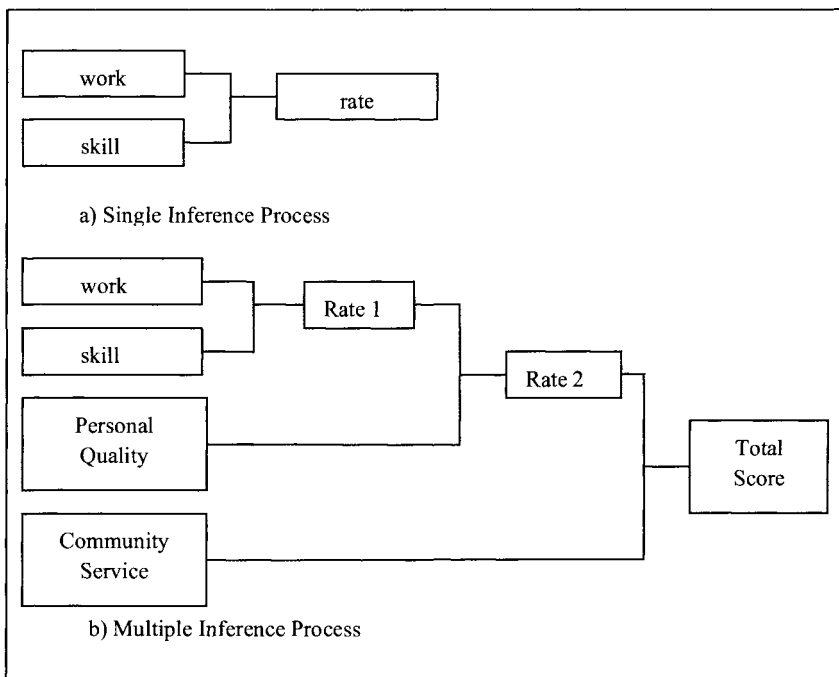 work
rate
skill
a) Single Inference Process
work
Rate 1
skill
Rate 2
Personal
Quality
Total
Score
Community
Service
b) Multiple Inference Process